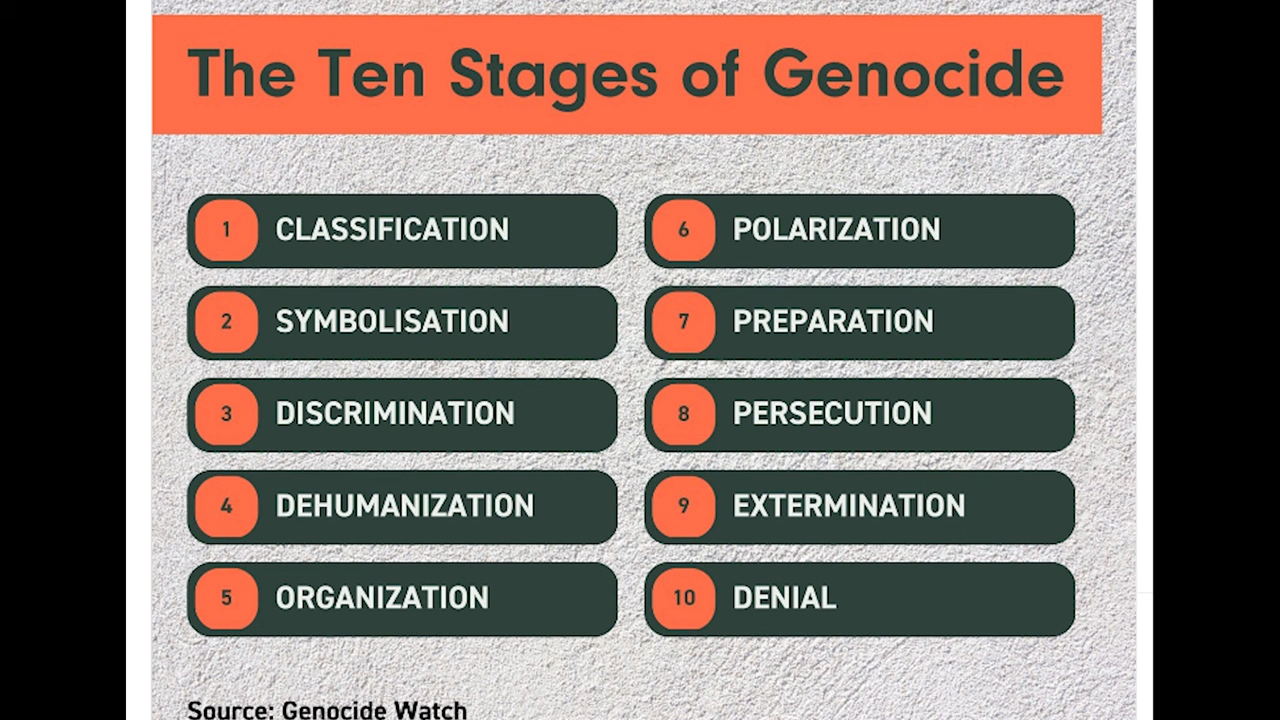 The Ten Stages of Genocide
1 CLASSIFICATION
2 SYMBOLISATION
3 DISCRIMINATION
4 DEHUMANIZATION
5 ORGANIZATION
6 POLARIZATION
7 PREPARATION
8 PERSECUTION
9 EXTERMINATION
10 DENIAL
Source: Genocide Watch